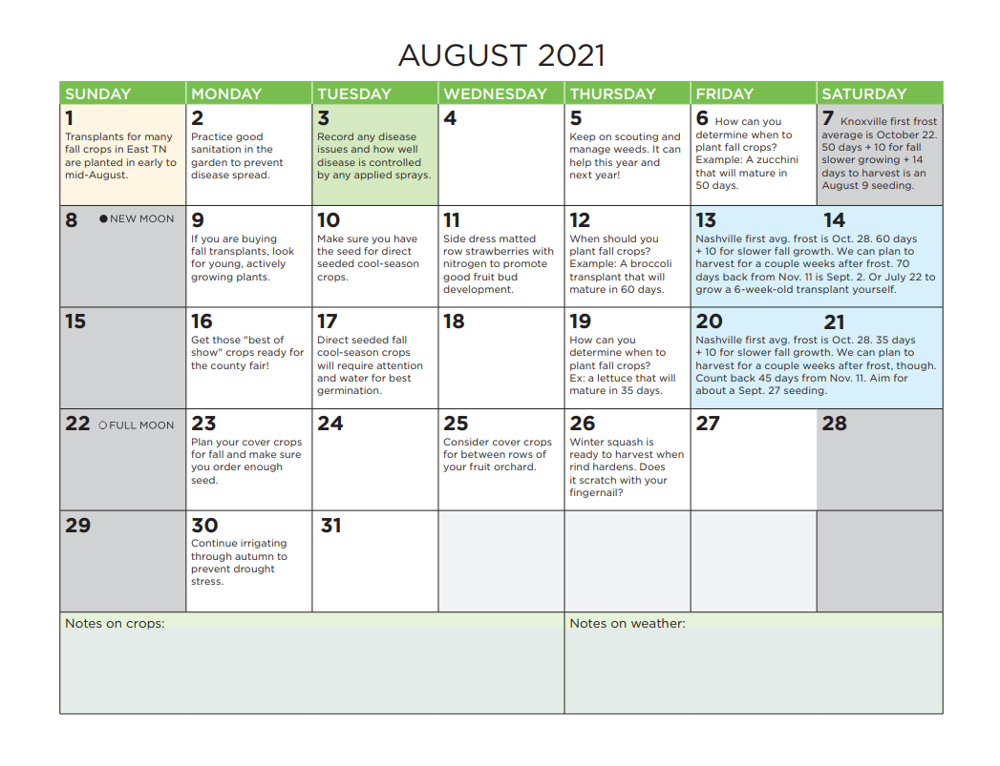 AUGUST 2021
SUNDAY MONDAY TUESDAY WEDNESDAY THURSDAY FRIDAY SATURDAY
1
Transplants for many
fall crops in East TN
are planted in early to
mid-August.
2
Practice good
sanitation in the
garden to prevent
disease spread.
3
Record any disease
issues and how well
disease is controlled
by any applied sprays.
4
5
Keep on scouting and
manage weeds. It can
help this year and
next year!
6 How can you
determine when to
plant fall crops?
Example: A zucchini
that will mature in
50 days.
7 Knoxville first frost
average is October 22.
50 days + 10 for fall
slower growing + 14
days to harvest is an
August 9 seeding.
8 NEW MOON
9
If you are buying
fall transplants, look
for young, actively
growing plants.
10
Make sure you have
the seed for direct
seeded cool-season
crops.
11
Side dress matted
row strawberries with
nitrogen to promote
good fruit bud
development.
12
When should you
plant fall crops?
Example: A broccoli
transplant that will
mature in 60 days.
13 14
Nashville first avg. frost is Oct. 28. 60 days
+ 10 for slower fall growth. We can plan to
harvest for a couple weeks after frost. 70
days back from Nov. 11 is Sept. 2. Or July 22 to
grow a 6-week-old transplant yourself.
15
16
Get those "best of
show" crops ready for
the county fair!
17
Direct seeded fall
cool-season crops
will require attention
and water for best
germination.
18
19
How can you
determine when to
plant fall crops?
Ex: a lettuce that will
mature in 35 days.
20 21
Nashville first avg. frost is Oct. 28. 35 days
+ 10 for slower fall growth. We can plan to
harvest for a couple weeks after frost, though.
Count back 45 days from Nov. 11. Aim for
about a Sept. 27 seeding.
22 FULL MOON
23
Plan your cover crops
for fall and make sure
you order enough
seed.
24
25
Consider cover crops
for between rows of
your fruit orchard.
26
Winter squash is
ready to harvest when
rind hardens. Does
it scratch with your
fingernail?
27
28
29
30
Continue irrigating
through autumn to
prevent drought
stress.
31
Notes on crops:
Notes on weather: